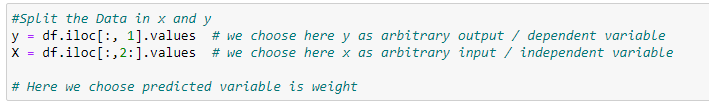 #Split the Data in x and y
y = df.iloc[:, 1].values  # we choose here y as arbitrary output / dependent variable
X = df.iloc[:,2:].values  # we choose here x as arbitrary input / independent variable
# Here we choose predicted variable is weight